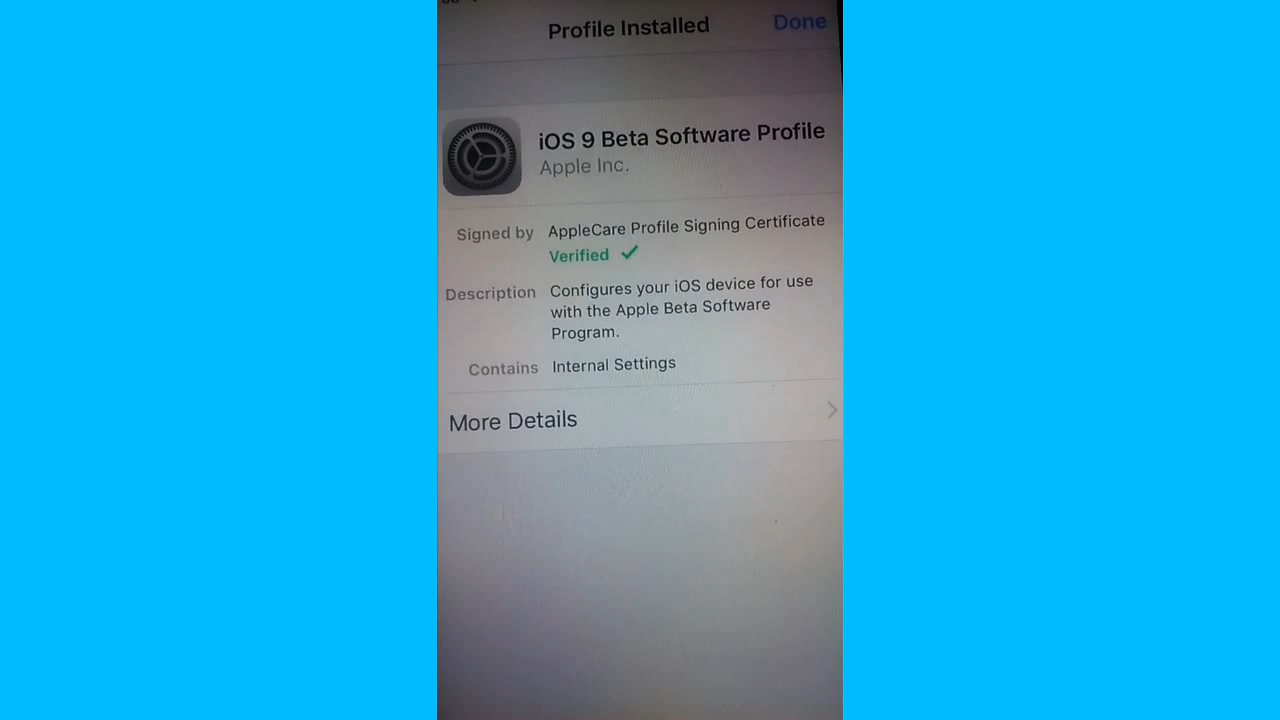 Profile Installed
Done
iOS 9 Beta Software Profile
Apple Inc.
Signed by AppleCare Profile Signing Certificate
Verified ✓
Description Configures your iOS device for use
with the Apple Beta Software
Program.
Contains Internal Settings
More Details